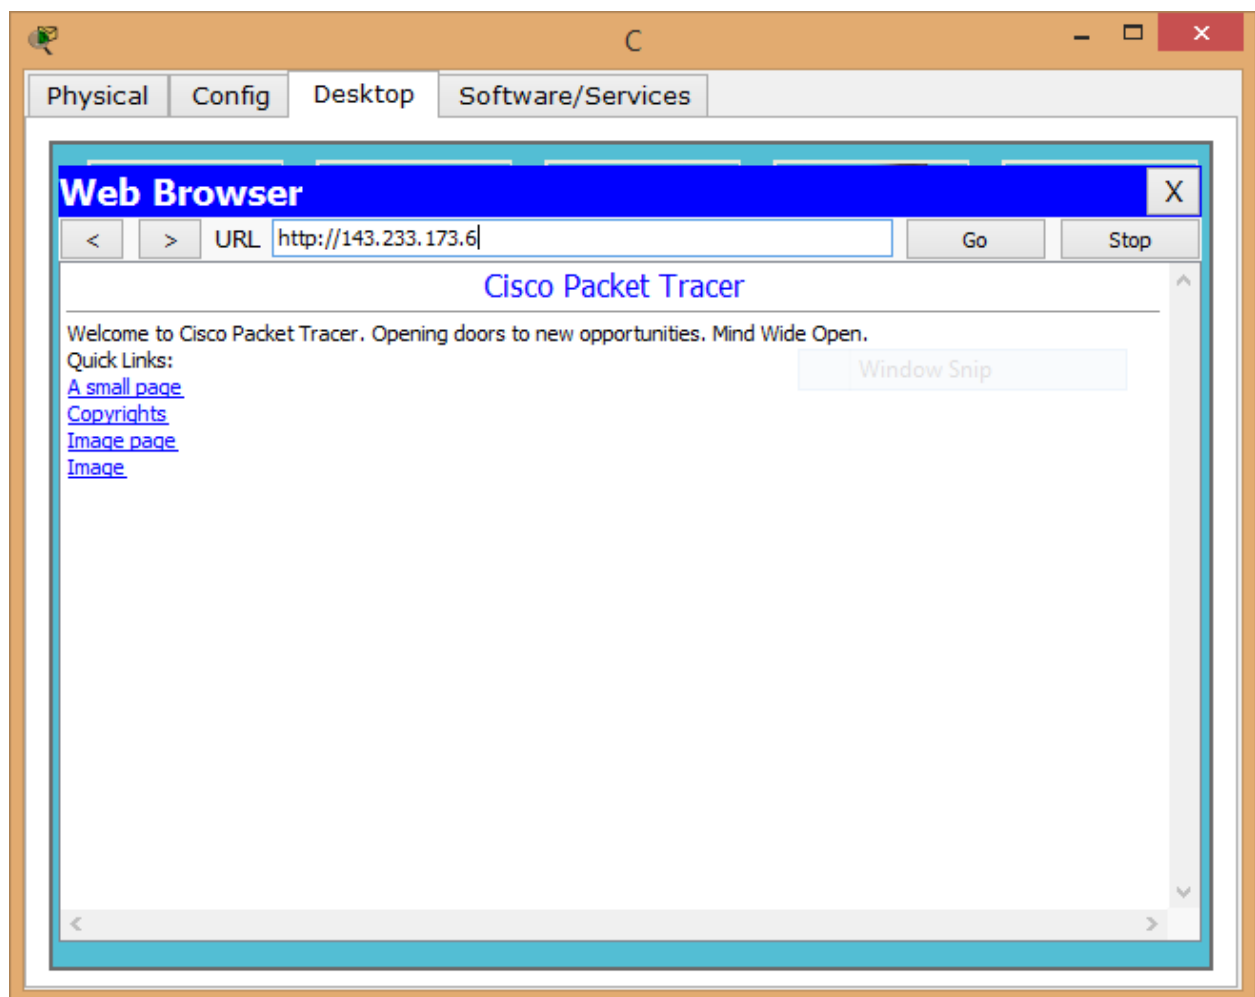 C
Physical Config Desktop Software/Services
Web Browser X
< > URL http://143.233.173.6 Go Stop
Cisco Packet Tracer
Welcome to Cisco Packet Tracer. Opening doors to new opportunities. Mind Wide Open.
Quick Links:
Window Snip
A small page
Copyrights
Image page
Image